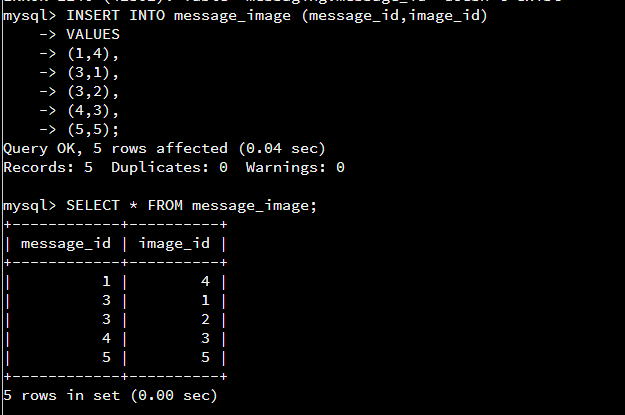 mysql> INSERT INTO message_image (message_id,image_id)
    -> VALUES
    -> (1,4),
    -> (3,1),
    -> (3,2),
    -> (4,3),
    -> (5,5);
Query OK, 5 rows affected (0.04 sec)
Records: 5  Duplicates: 0  Warnings: 0

mysql> SELECT * FROM message_image;
+------------+----------+
| message_id | image_id |
+------------+----------+
|          1 |        4 |
|          3 |        1 |
|          3 |        2 |
|          4 |        3 |
|          5 |        5 |
+------------+----------+
5 rows in set (0.00 sec)